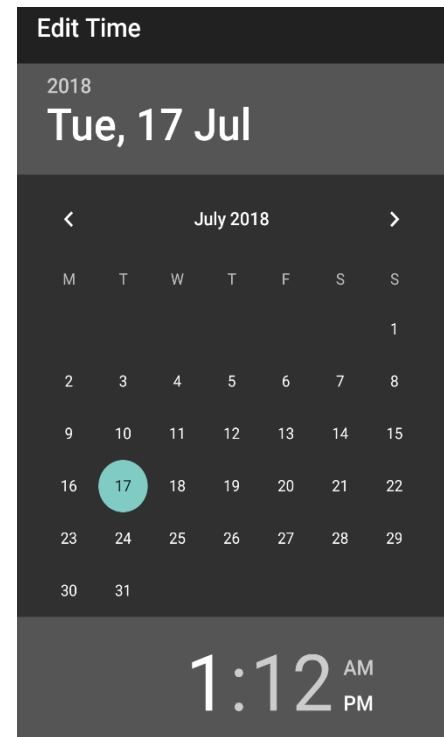 Edit Time
2018
Tue, 17 Jul
July 2018
M T W T F S S
1
2 3 4 5 6 7 8
9 10 11 12 13 14 15
16 17 18 19 20 21 22
23 24 25 26 27 28 29
30 31
1:12 AM
PM